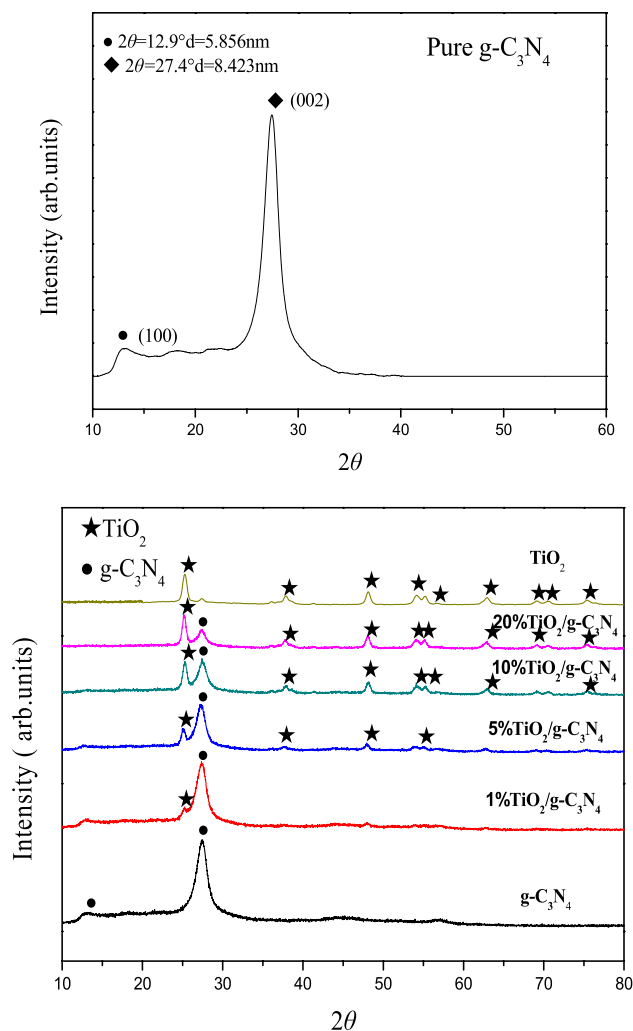 ● 2θ=12.9°d=5.856nm
◆ 2θ=27.4°d=8.423nm
Pure g-C₃N₄
(002)
(100)
Intensity (arb.units)
10 20 30 40 50 60
2θ
★TiO₂
● g-C₃N₄
TiO₂
20%TiO₂/g-C₃N₄
10%TiO₂/g-C₃N₄
5%TiO₂/g-C₃N₄
1%TiO₂/g-C₃N₄
g-C₃N₄
Intensity ( arb.units)
10 20 30 40 50 60 70 80
2θ